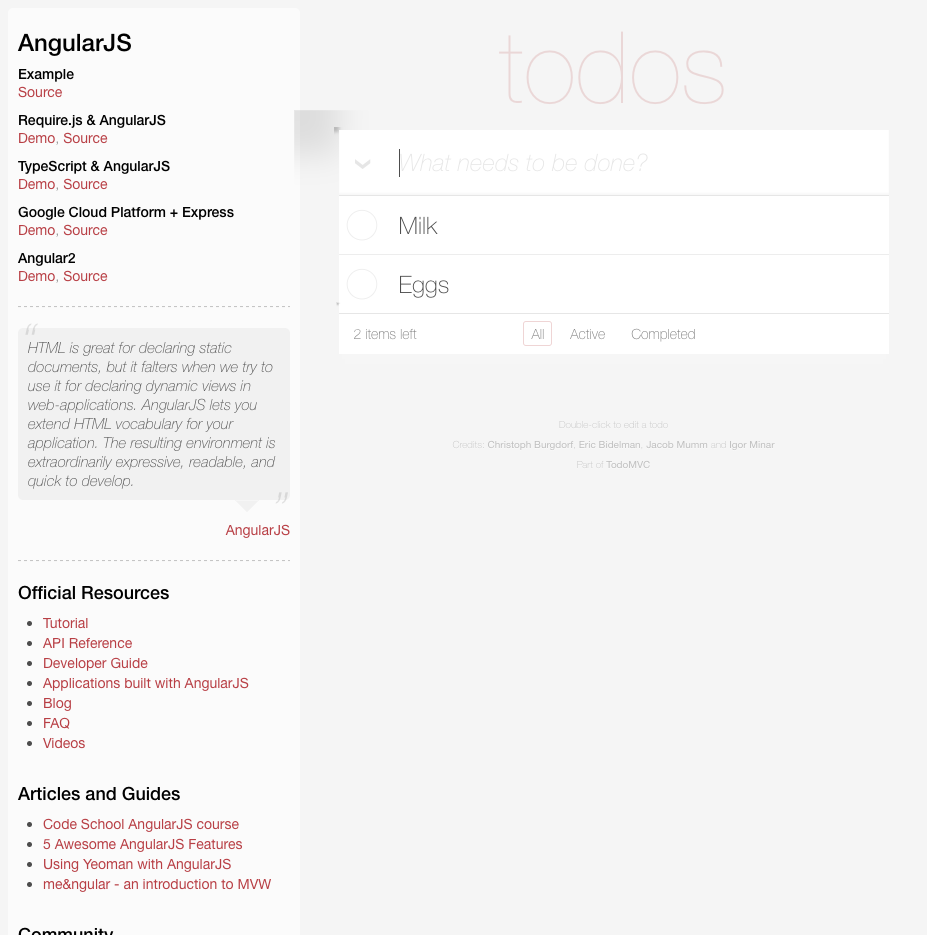 AngularJS
Example
Source
Require.js & AngularJS
Demo, Source
TypeScript & AngularJS
Demo, Source
Google Cloud Platform + Express
Demo, Source
Angular2
Demo, Source
“
HTML is great for declaring static
documents, but it falters when we try to
use it for declaring dynamic views in
web-applications. AngularJS lets you
extend HTML vocabulary for your
application. The resulting environment is
extraordinarily expressive, readable, and
quick to develop.
”
AngularJS
Official Resources
• Tutorial
• API Reference
• Developer Guide
• Applications built with AngularJS
• Blog
• FAQ
• Videos
Articles and Guides
• Code School AngularJS course
• 5 Awesome AngularJS Features
• Using Yeoman with AngularJS
• me&ngular - an introduction to MVW
Community
todos
What needs to be done?
Milk
Eggs
2 items left All Active Completed
Double-click to edit a todo
Credits: Christoph Burgdorf, Eric Bidelman, Jacob Mumm and Igor Minar
Part of TodoMVC